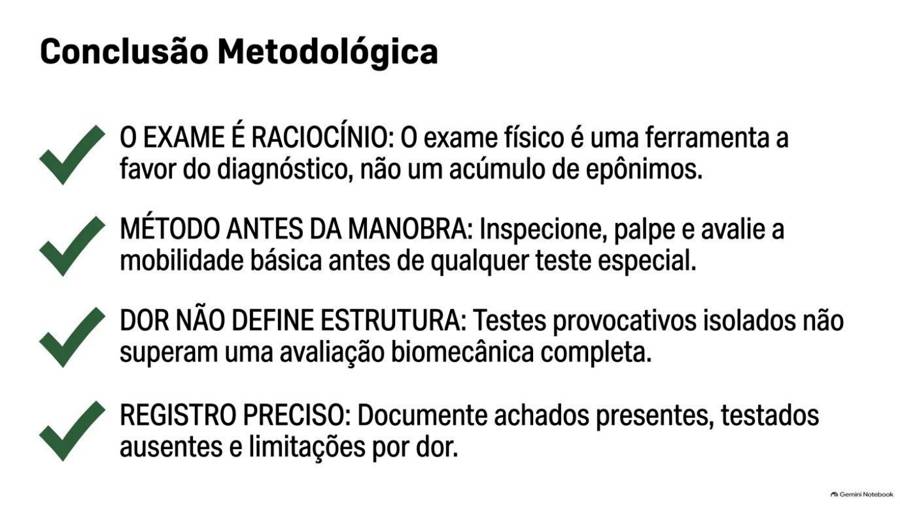 Conclusão Metodológica
O EXAME É RACIOCÍNIO: O exame físico é uma ferramenta a
favor do diagnóstico, não um acúmulo de epônimos.
MÉTODO ANTES DA MANOBRA: Inspecione, palpe e avalie a
mobilidade básica antes de qualquer teste especial.
DOR NÃO DEFINE ESTRUTURA: Testes provocativos isolados não
superam uma avaliação biomecânica completa.
REGISTRO PRECISO: Documente achados presentes, testados
ausentes e limitações por dor.
Gemini Notebook